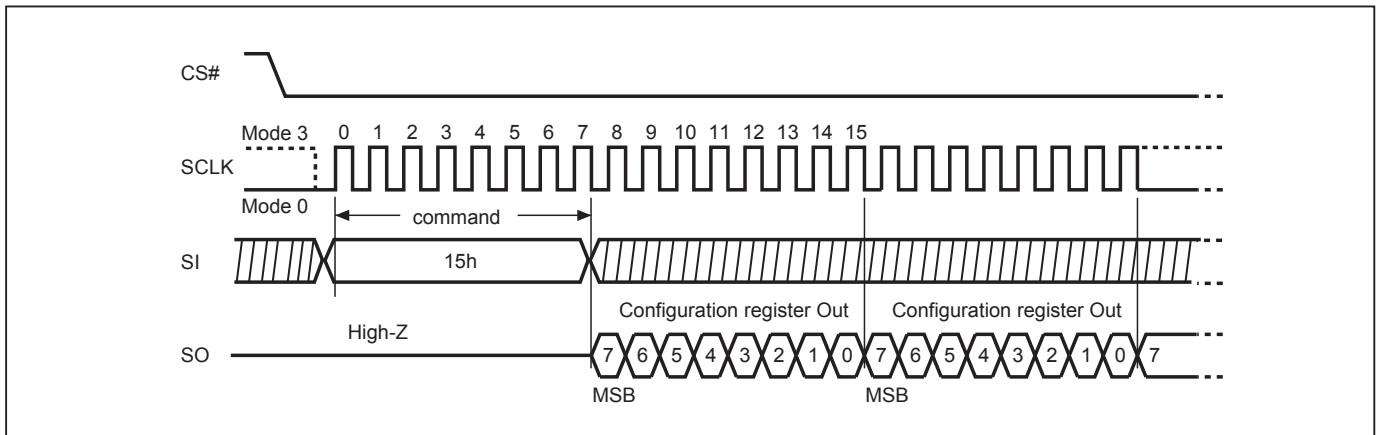 CS#
Mode 3 0 1 2 3 4 5 6 7 8 9 10 11 12 13 14 15
SCLK
Mode 0
command
SI 15h
Configuration register Out Configuration register Out
High-Z
SO 7 6 5 4 3 2 1 0 7 6 5 4 3 2 1 0 7
MSB MSB